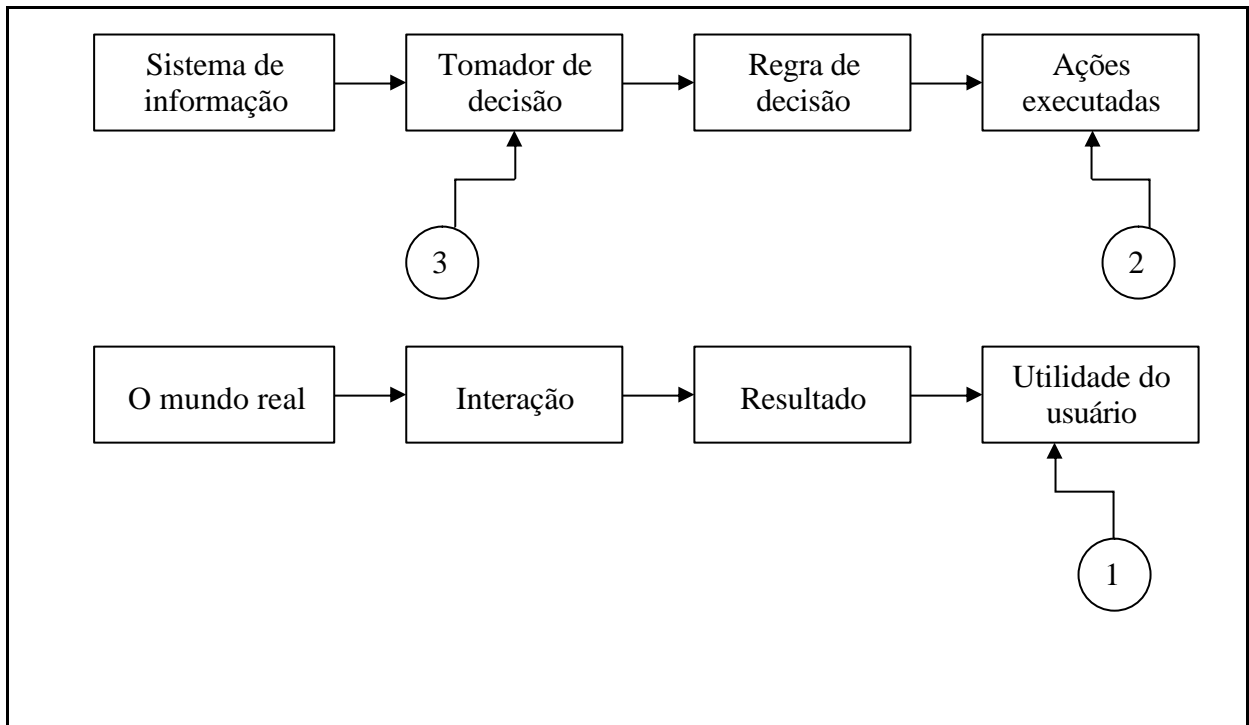 Sistema de
informação
Tomador de
decisão
Regra de
decisão
Ações
executadas
3
2
O mundo real
Interação
Resultado
Utilidade do
usuário
1